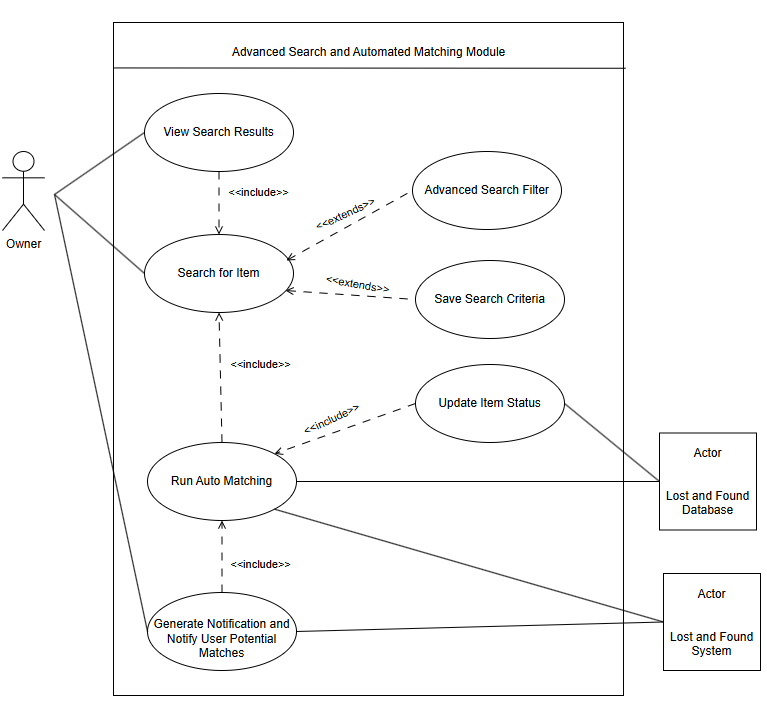 Advanced Search and Automated Matching Module
View Search Results
<<include>>
Advanced Search Filter
<<extends>>
Owner
Search for Item
<<extends>>
Save Search Criteria
<<include>>
Update Item Status
<<include>>
Run Auto Matching
Actor
Lost and Found
Database
<<include>>
Generate Notification and
Notify User Potential
Matches
Actor
Lost and Found
System